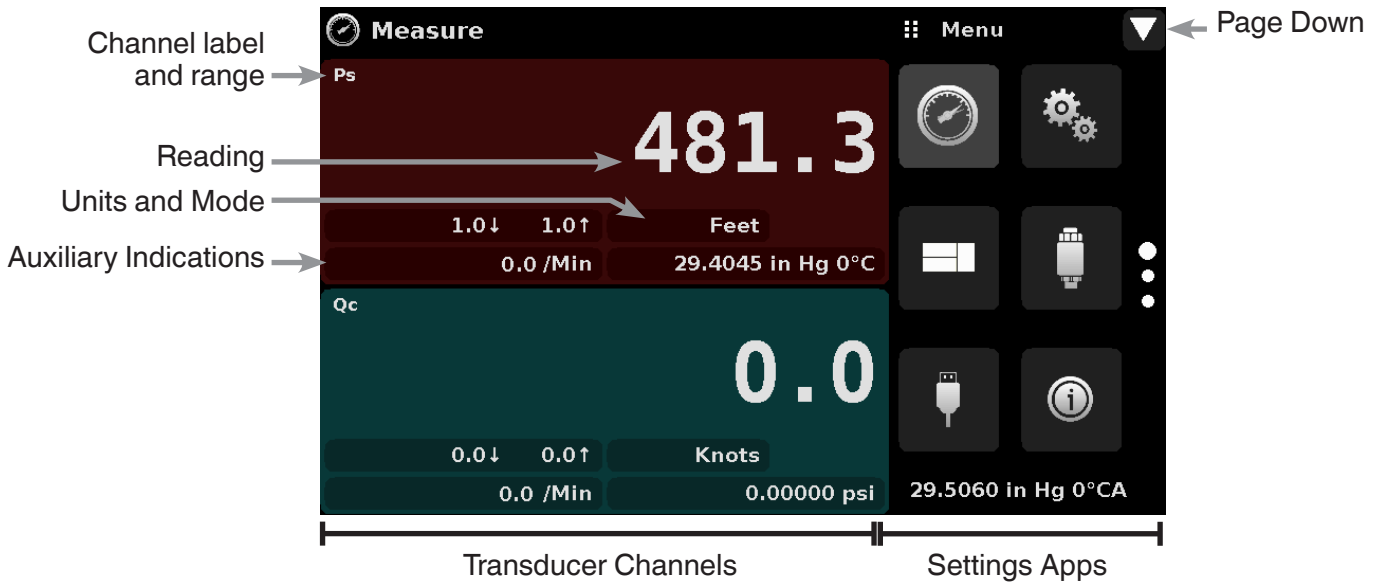 Measure
Menu
Page Down
Channel label
and range
Ps
481.3
Reading
Units and Mode
1.0↓ 1.0↑ Feet
Auxiliary Indications
0.0 /Min 29.4045 in Hg 0°C
Qc
0.0
0.0↓ 0.0↑ Knots
0.0 /Min 0.00000 psi
29.5060 in Hg 0°CA
Transducer Channels
Settings Apps